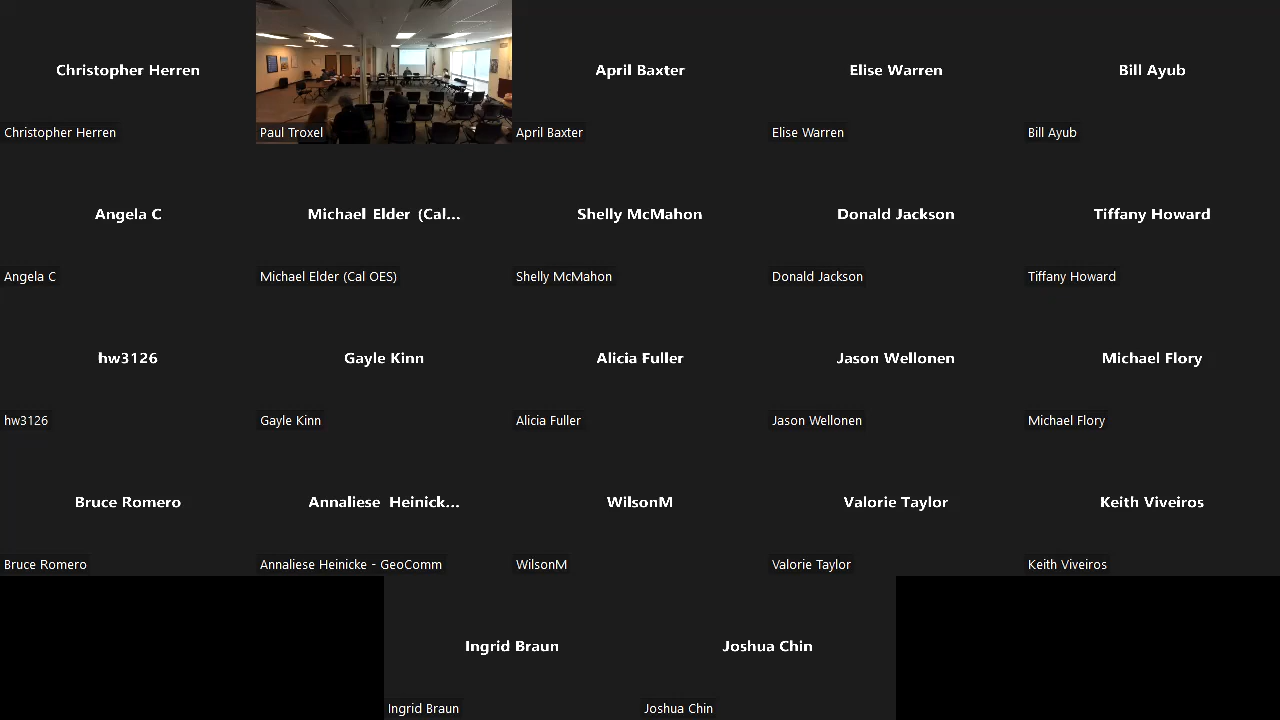 Christopher Herren
April Baxter
Elise Warren
Bill Ayub
Christopher Herren
Paul Troxel
April Baxter
Elise Warren
Bill Ayub
Angela C
Michael Elder (Cal...
Shelly McMahon
Donald Jackson
Tiffany Howard
Angela C
Michael Elder (Cal OES)
Shelly McMahon
Donald Jackson
Tiffany Howard
hw3126
Gayle Kinn
Alicia Fuller
Jason Wellonen
Michael Flory
hw3126
Gayle Kinn
Alicia Fuller
Jason Wellonen
Michael Flory
Bruce Romero
Annaliese Heinick...
WilsonM
Valorie Taylor
Keith Viveiros
Bruce Romero
Annaliese Heinicke - GeoComm
WilsonM
Valorie Taylor
Keith Viveiros
Ingrid Braun
Joshua Chin
Ingrid Braun
Joshua Chin